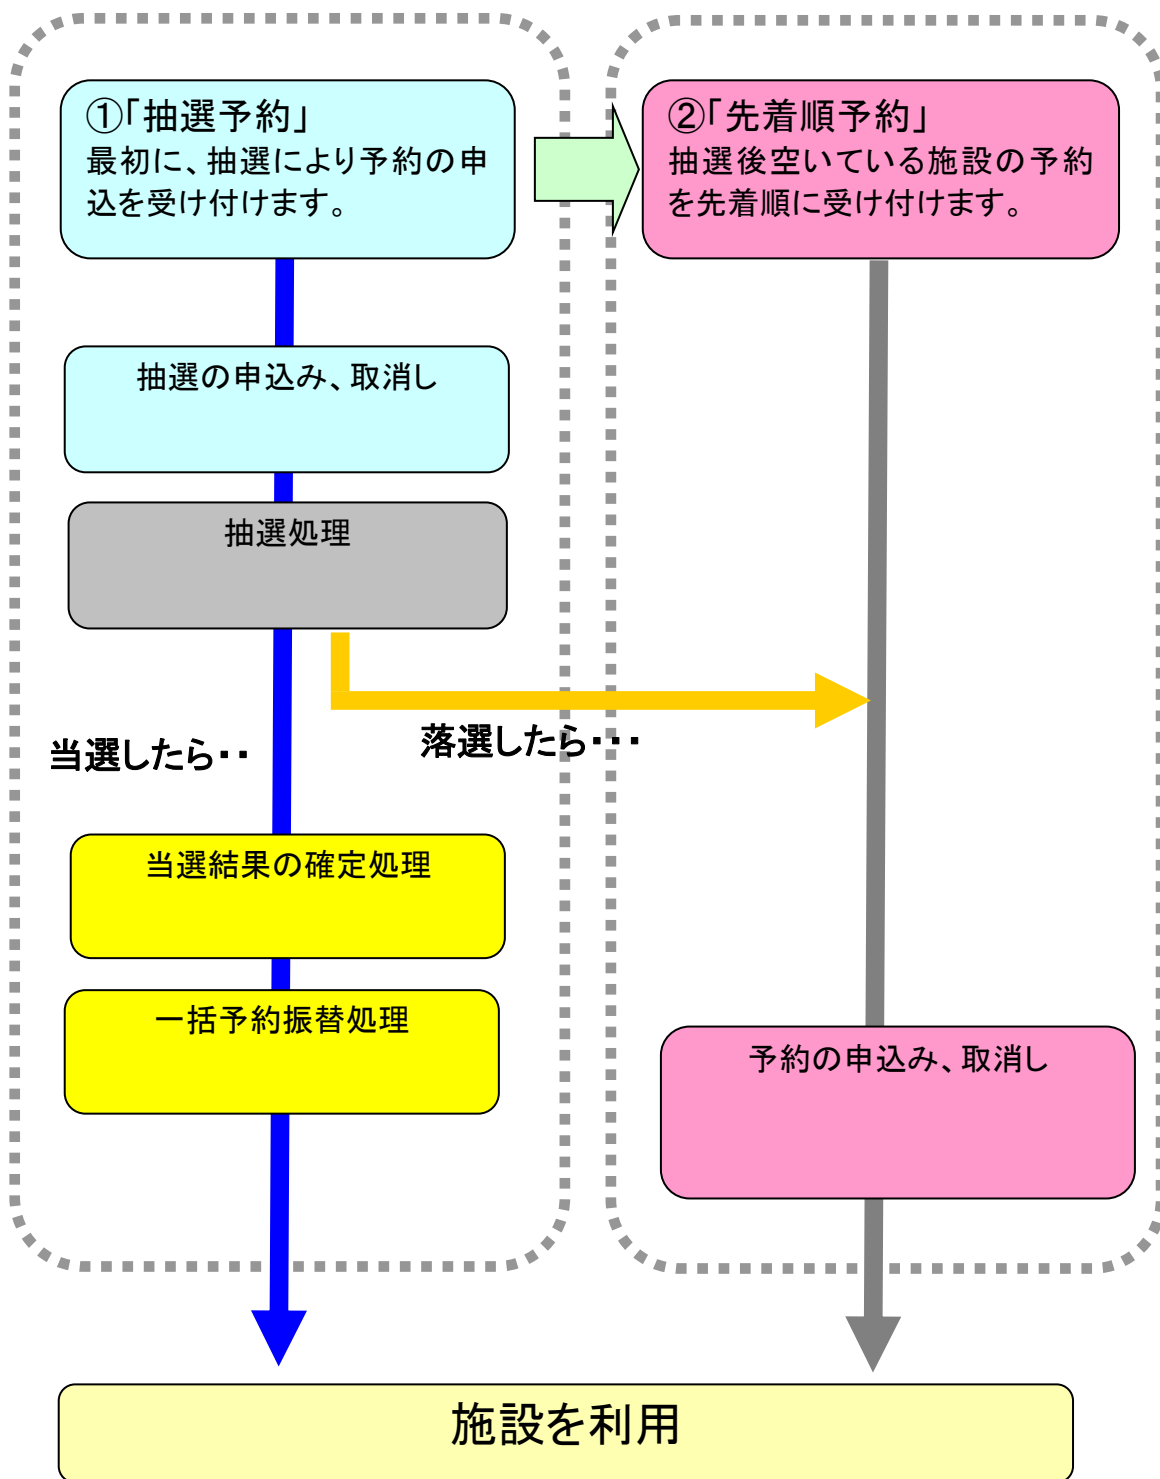 ①「抽選予約」
最初に、抽選により予約の申
込を受け付けます。
②「先着順予約」
抽選後空いている施設の予約
を先着順に受け付けます。
抽選の申込み、取消し
抽選処理
当選したら・・
落選したら・・・
当選結果の確定処理
一括予約振替処理
予約の申込み、取消し
施設を利用